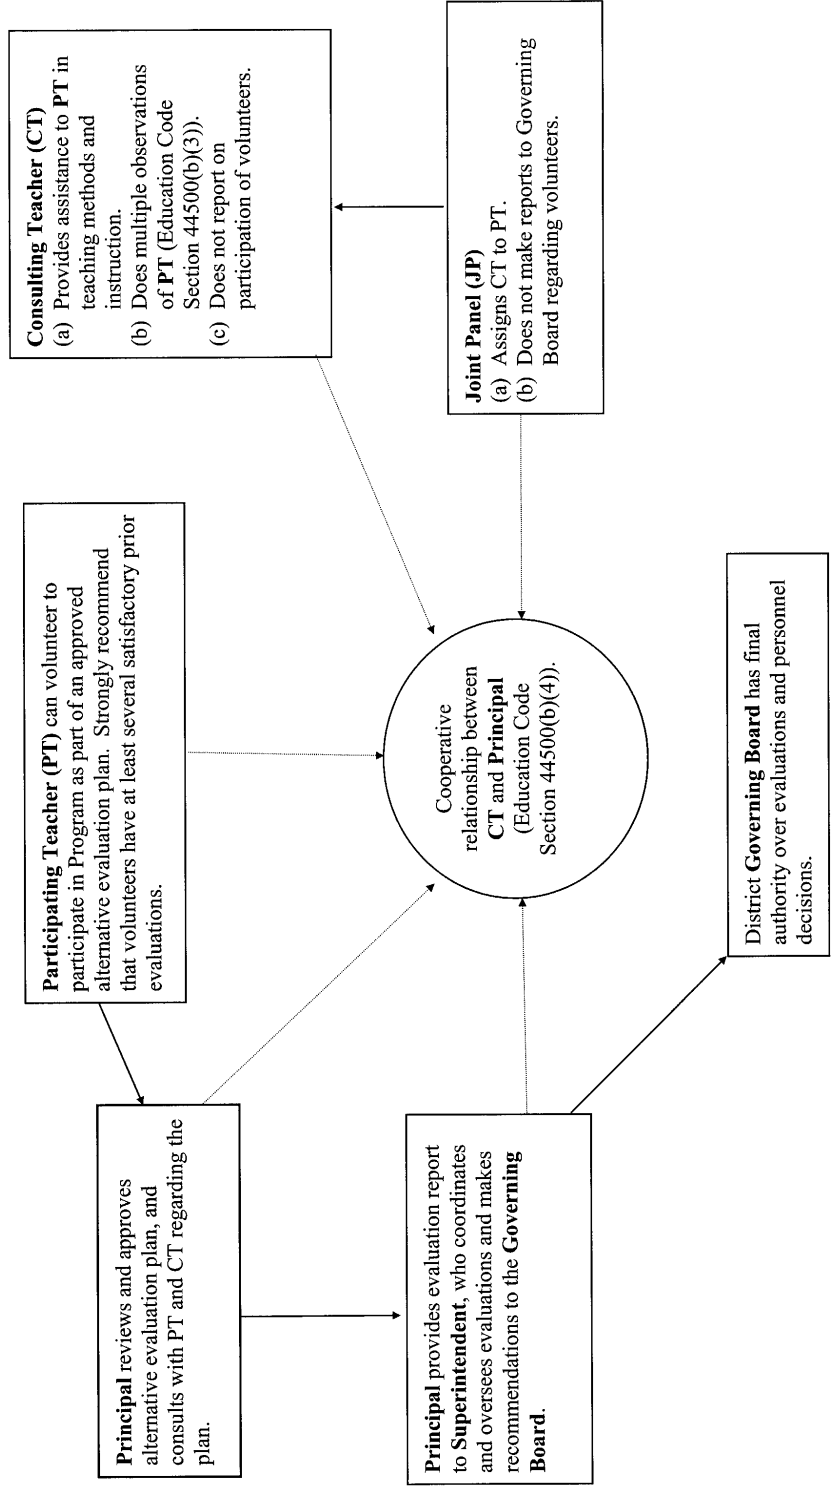 Principal reviews and approves
alternative evaluation plan, and
consults with PT and CT regarding the
plan.
Participating Teacher (PT) can volunteer to
participate in Program as part of an approved
alternative evaluation plan. Strongly recommend
that volunteers have at least several satisfactory prior
evaluations.
Consulting Teacher (CT)
(a) Provides assistance to PT in
teaching methods and
instruction.
(b) Does multiple observations
of PT (Education Code
Section 44500(b)(3)).
(c) Does not report on
participation of volunteers.
Cooperative
relationship between
CT and Principal
(Education Code
Section 44500(b)(4)).
Principal provides evaluation report
to Superintendent, who coordinates
and oversees evaluations and makes
recommendations to the Governing
Board.
Joint Panel (JP)
(a) Assigns CT to PT.
(b) Does not make reports to Governing
Board regarding volunteers.
District Governing Board has final
authority over evaluations and personnel
decisions.